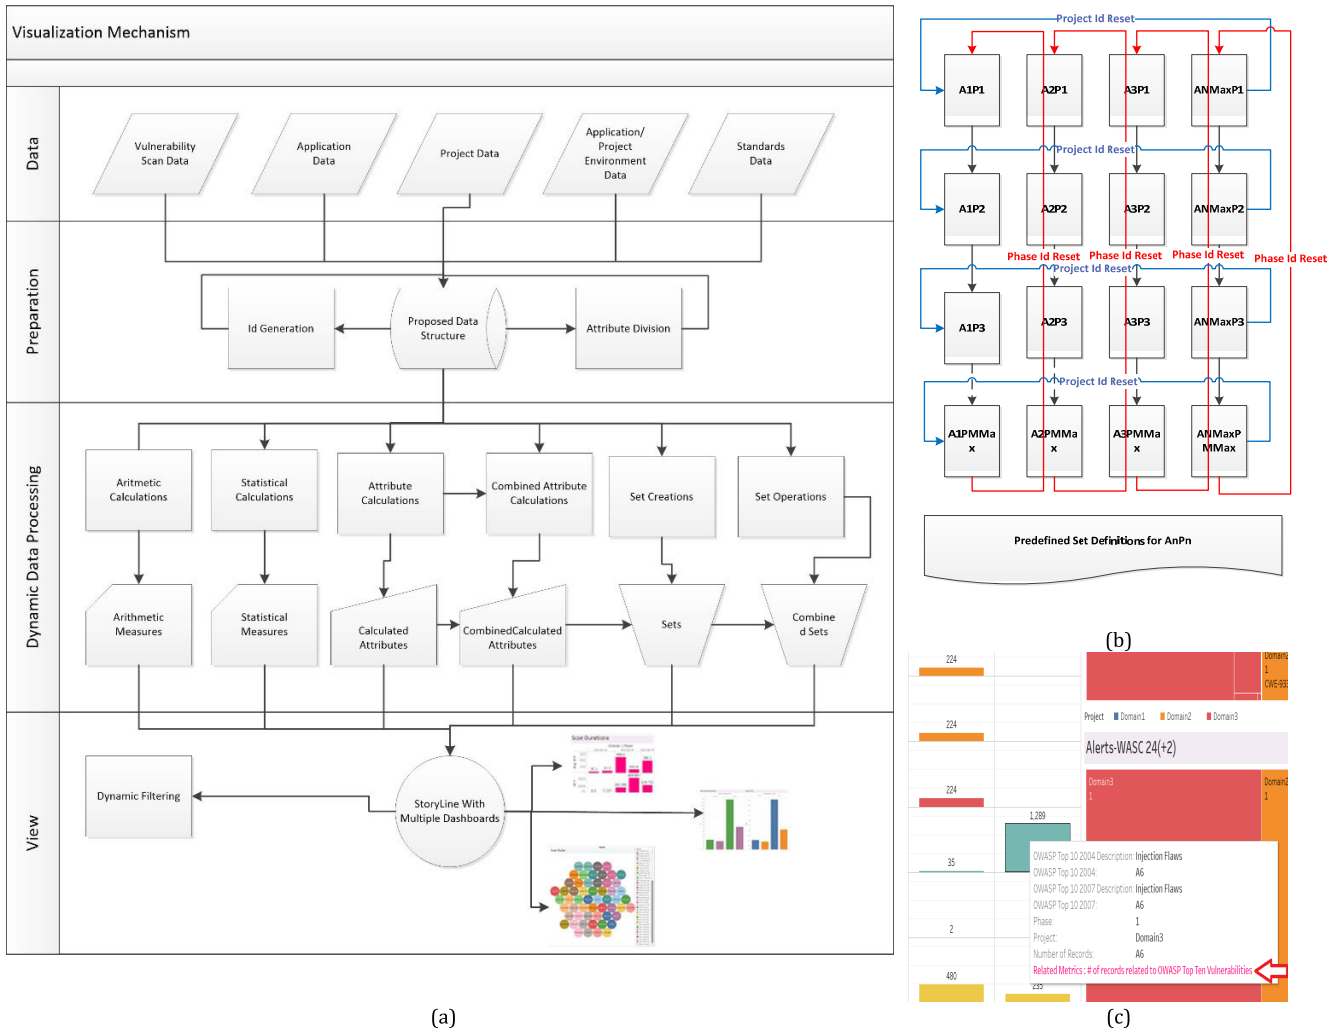 Visualization Mechanism
Data
Vulnerability
Scan Data
Application
Data
Project Data
Application/
Project
Environment
Data
Standards
Data
Preparation
Id Generation
Proposed Data
Structure
Attribute Division
Dynamic Data Processing
Aritmetic
Calculations
Statistical
Calculations
Attribute
Calculations
Combined Attribute
Calculations
Set Creations
Set Operations
Arithmetic
Measures
Statistical
Measures
Calculated
Attributes
CombinedCalculated
Attributes
Sets
Combine
d Sets
View
Dynamic Filtering
StoryLine With
Multiple Dashboards
Scan Durations
(a)
Project Id Reset
A1P1
A2P1
A3P1
ANMaxP1
Project Id Reset
A1P2
A2P2
A3P2
ANMaxP2
Phase Id Reset
Phase Id Reset
Phase Id Reset
Phase Id Reset
Project Id Reset
A1P3
A2P3
A3P3
ANMaxP3
Project Id Reset
A1PMMa
x
A2PMMa
x
A3PMMa
x
ANMaxP
MMax
Predefined Set Definitions for AnPn
(b)
224
224
224
35
1,289
2
480
235
Domain2
1
CWE-933
Project
Domain1
Domain2
Domain3
Alerts-WASC 24(+2)
Domain3
1
Domain2
1
OWASP Top 10 2004 Description: Injection Flaws
OWASP Top 10 2004: A6
OWASP Top 10 2007 Description: Injection Flaws
OWASP Top 10 2007: A6
Phase: 1
Project: Domain3
Number of Records: A6
Related Metrics : # of records related to OWASP Top Ten Vulnerabilities
(c)